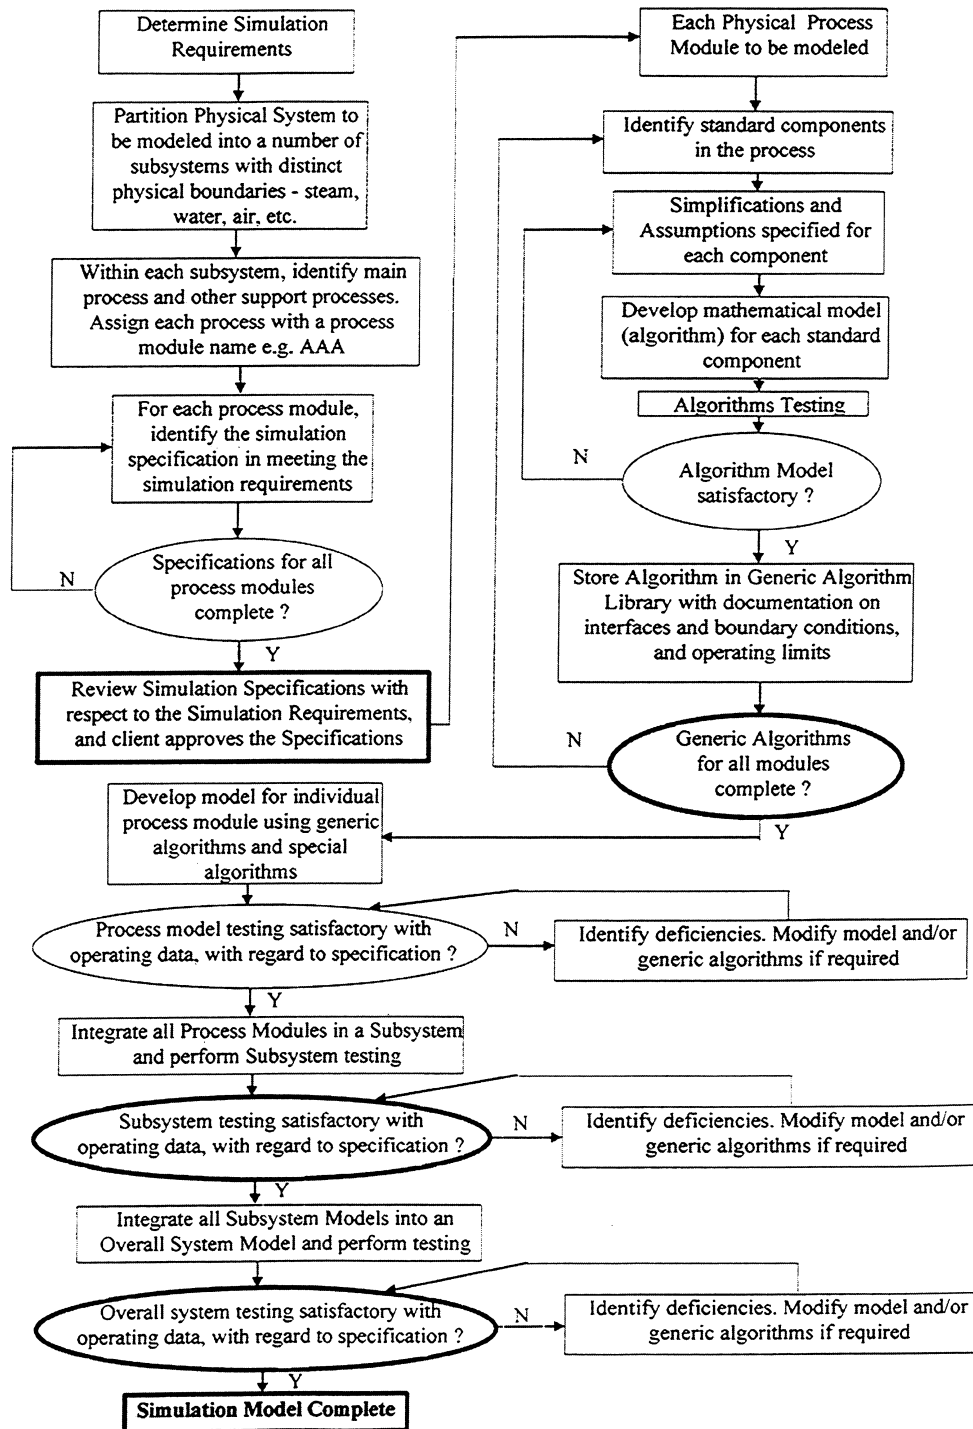 Determine Simulation
Requirements
Partition Physical System to
be modeled into a number of
subsystems with distinct
physical boundaries - steam,
water, air, etc.
Within each subsystem, identify main
process and other support processes.
Assign each process with a process
module name e.g. AAA
For each process module,
identify the simulation
specification in meeting the
simulation requirements
N
Specifications for all
process modules
complete ?
Y
Review Simulation Specifications with
respect to the Simulation Requirements,
and client approves the Specifications
Each Physical Process
Module to be modeled
Identify standard components
in the process
Simplifications and
Assumptions specified for
each component
Develop mathematical model
(algorithm) for each standard
component
Algorithms Testing
N
Algorithm Model
satisfactory ?
Y
Store Algorithm in Generic Algorithm
Library with documentation on
interfaces and boundary conditions,
and operating limits
N
Generic Algorithms
for all modules
complete ?
Y
Develop model for individual
process module using generic
algorithms and special
algorithms
Process model testing satisfactory with
operating data, with regard to specification ?
N
Identify deficiencies. Modify model and/or
generic algorithms if required
Y
Integrate all Process Modules in a Subsystem
and perform Subsystem testing
Subsystem testing satisfactory with
operating data, with regard to specification ?
N
Identify deficiencies. Modify model and/or
generic algorithms if required
Y
Integrate all Subsystem Models into an
Overall System Model and perform testing
Overall system testing satisfactory with
operating data, with regard to specification ?
N
Identify deficiencies. Modify model and/or
generic algorithms if required
Y
Simulation Model Complete